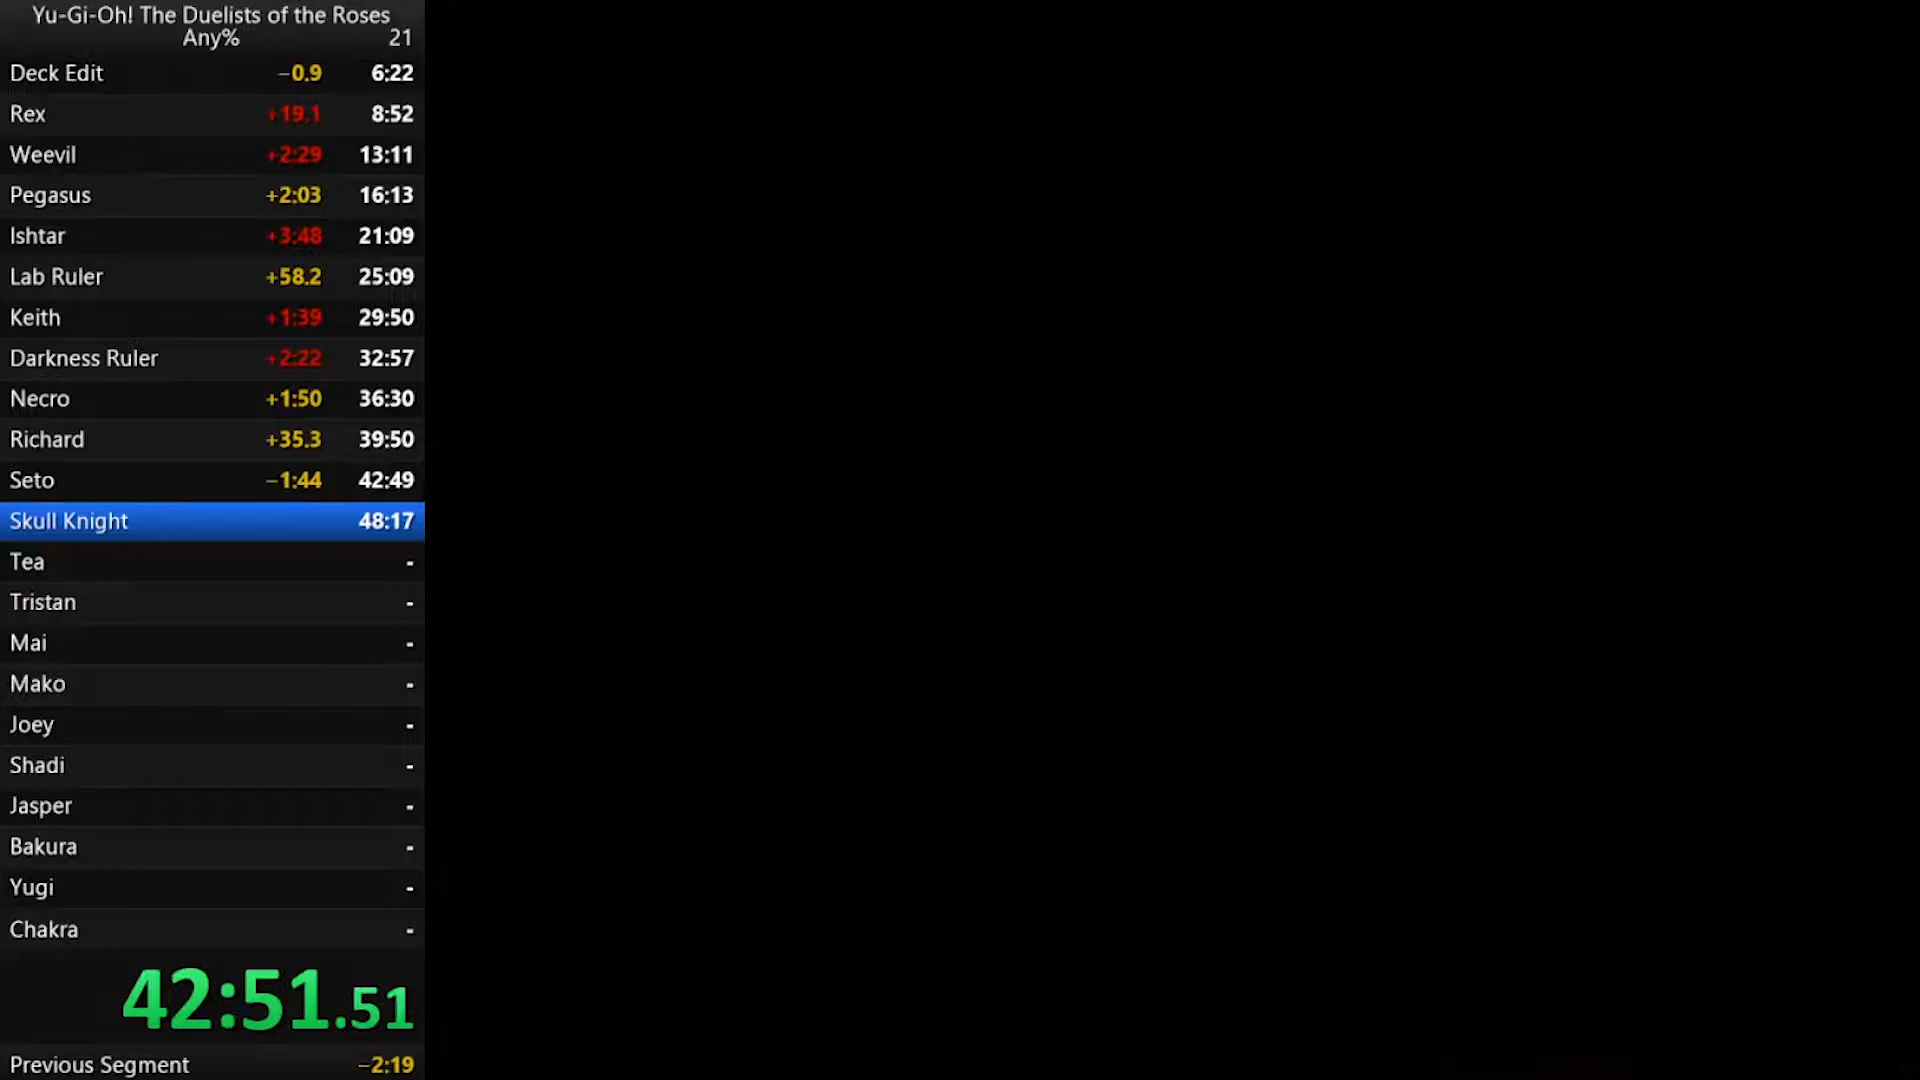 Yu-Gi-Oh! The Duelists of the Roses
Any% 21
Deck Edit −0.9 6:22
Rex +19.1 8:52
Weevil +2:29 13:11
Pegasus +2:03 16:13
Ishtar +3:48 21:09
Lab Ruler +58.2 25:09
Keith +1:39 29:50
Darkness Ruler +2:22 32:57
Necro +1:50 36:30
Richard +35.3 39:50
Seto −1:44 42:49
Skull Knight 48:17
Tea -
Tristan -
Mai -
Mako -
Joey -
Shadi -
Jasper -
Bakura -
Yugi -
Chakra -
42:51.51
Previous Segment −2:19